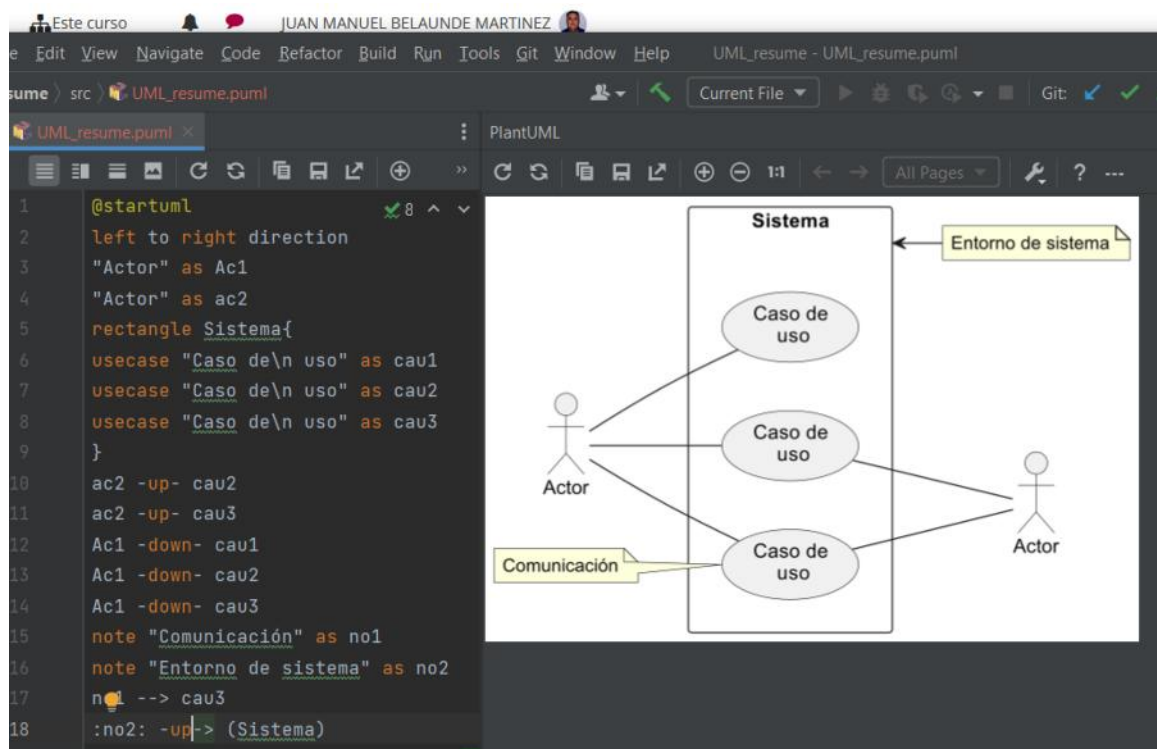 Este curso
JUAN MANUEL BELAUNDE MARTINEZ
e Edit View Navigate Code Refactor Build Run Tools Git Window Help UML_resume - UML_resume.puml
sume src UML_resume.puml Current File Git:
UML_resume.puml
PlantUML
1:1 All Pages ? ...
8
1 @startuml
2 left to right direction
3 "Actor" as Ac1
4 "Actor" as ac2
5 rectangle Sistema{
6 usecase "Caso de\n uso" as cau1
7 usecase "Caso de\n uso" as cau2
8 usecase "Caso de\n uso" as cau3
9 }
10 ac2 -up- cau2
11 ac2 -up- cau3
12 Ac1 -down- cau1
13 Ac1 -down- cau2
14 Ac1 -down- cau3
15 note "Comunicación" as no1
16 note "Entorno de sistema" as no2
17 no1 --> cau3
18 :no2: -up-> (Sistema)
Sistema
Entorno de sistema
Caso de
uso
Caso de
uso
Actor
Actor
Comunicación
Caso de
uso